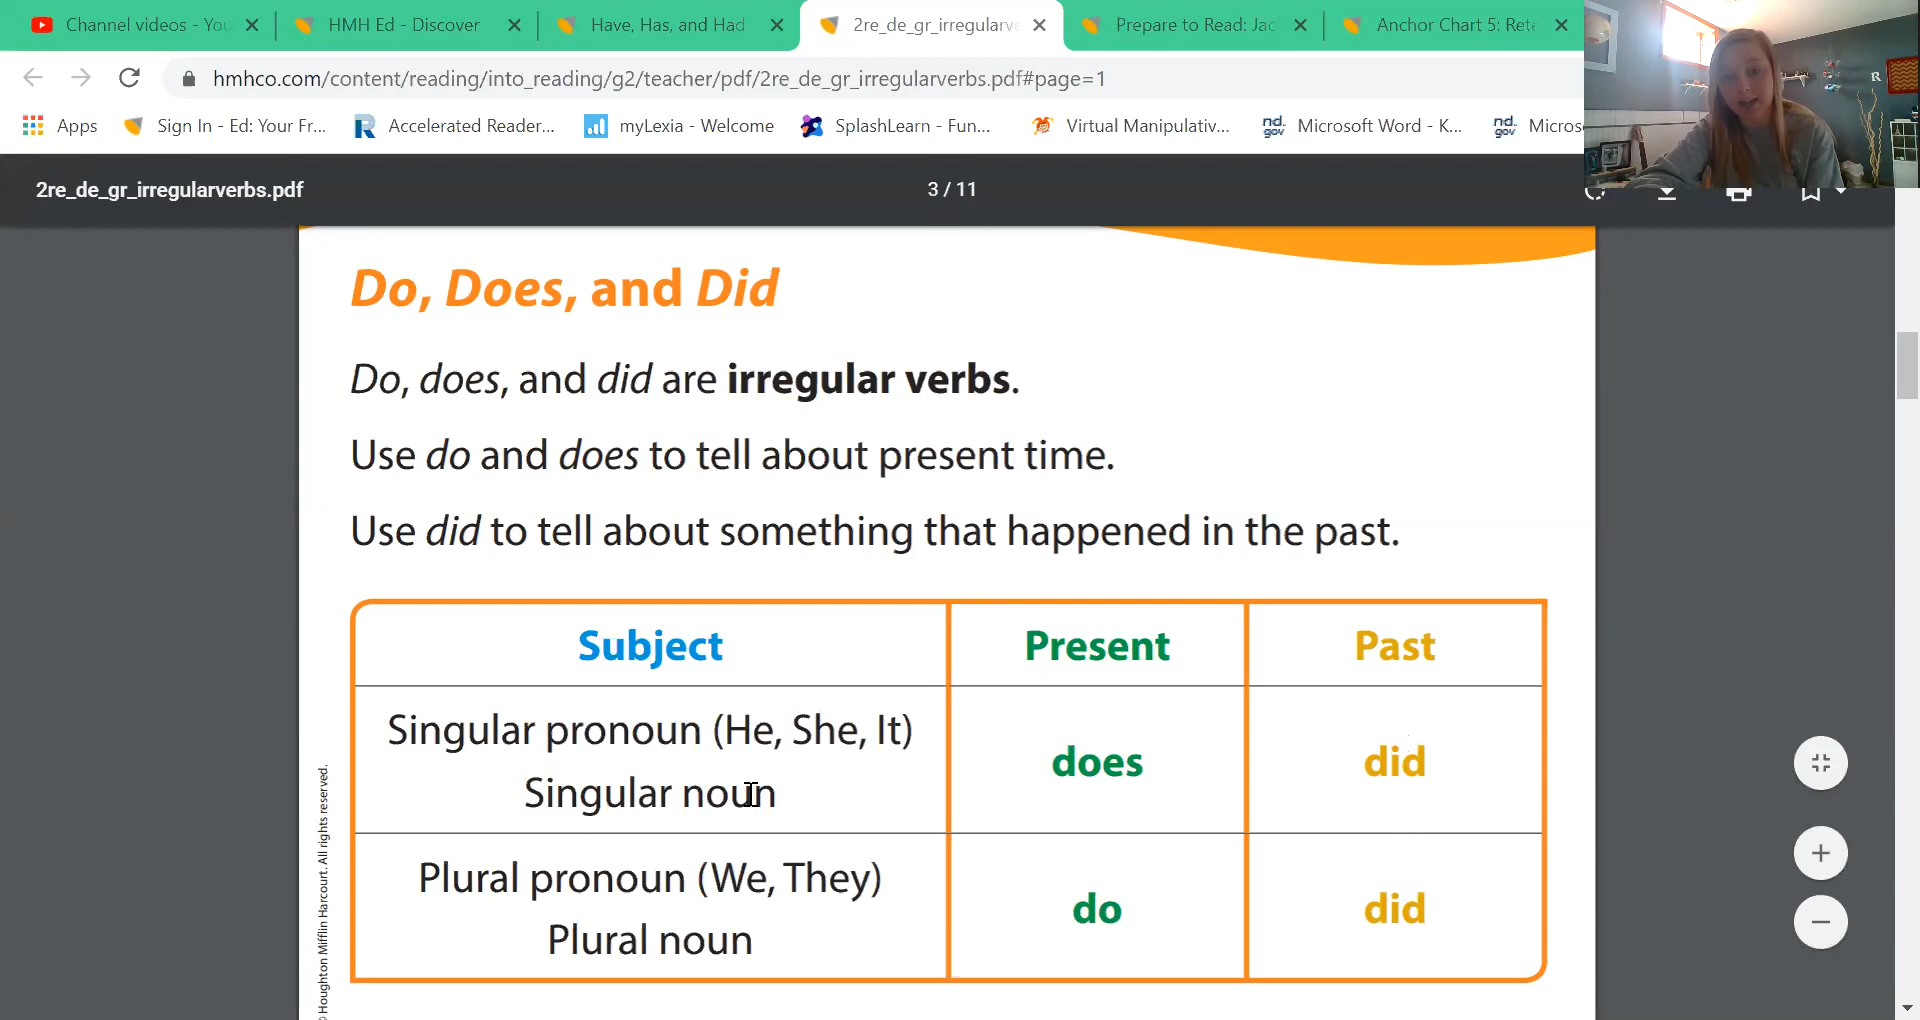 Channel videos - You
HMH Ed - Discover
Have, Has, and Had
2re_de_gr_irregularve
Prepare to Read: Jac
Anchor Chart 5: Rete
hmhco.com/content/reading/into_reading/g2/teacher/pdf/2re_de_gr_irregularverbs.pdf#page=1
Apps
Sign In - Ed: Your Fr...
Accelerated Reader...
myLexia - Welcome
SplashLearn - Fun...
Virtual Manipulativ...
nd.gov
Microsoft Word - K...
nd.gov
Micros
R
2re_de_gr_irregularverbs.pdf
3 / 11
Do, Does, and Did
Do, does, and did are irregular verbs.
Use do and does to tell about present time.
Use did to tell about something that happened in the past.
Subject Present Past
Singular pronoun (He, She, It)
Singular noun
does did
Plural pronoun (We, They)
Plural noun
do did
© Houghton Mifflin Harcourt. All rights reserved.